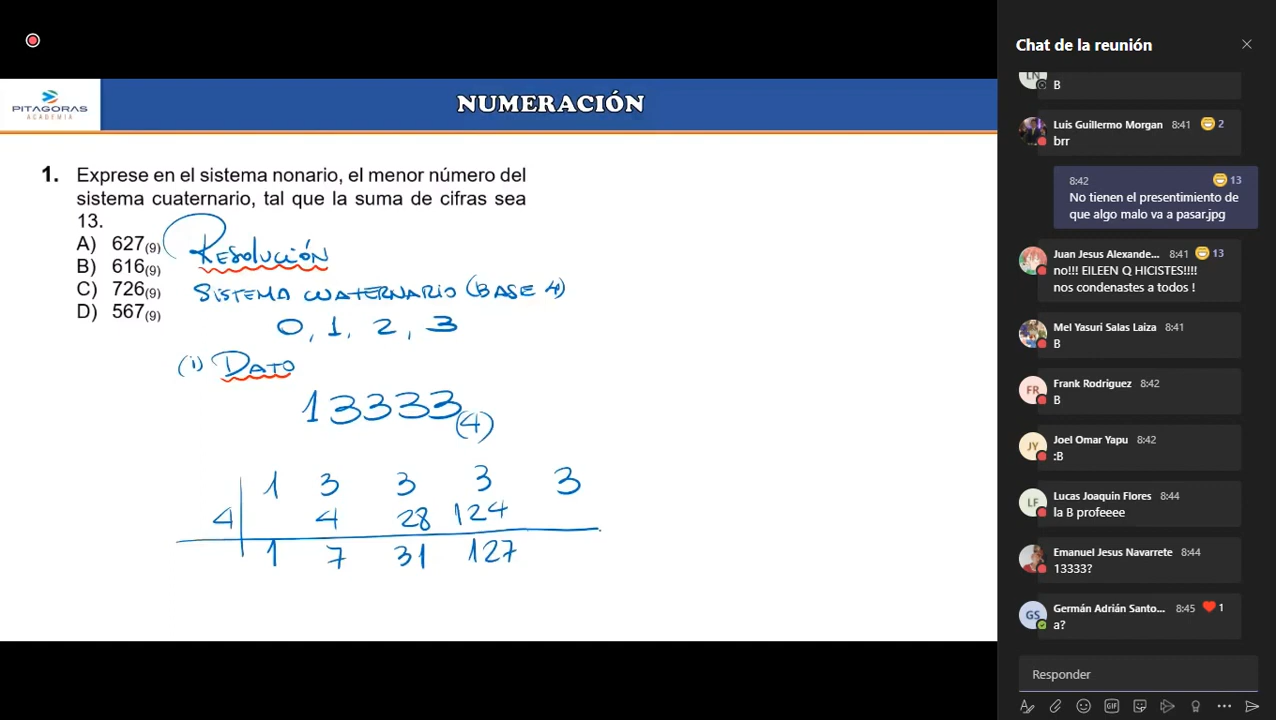 PITAGORAS
ACADEMIA
NUMERACIÓN
1. Exprese en el sistema nonario, el menor número del
sistema cuaternario, tal que la suma de cifras sea
13.
A) 627(9)
B) 616(9)
C) 726(9)
D) 567(9)
RESOLUCIÓN
SISTEMA CUATERNARIO (BASE 4)
0, 1, 2, 3
(i) DATO
13333(4)
1 3 3 3 3
4 4 28 124
1 7 31 127
Chat de la reunión
LN
B
Luis Guillermo Morgan 8:41 2
brr
8:42 13
No tienen el presentimiento de
que algo malo va a pasar.jpg
Juan Jesus Alexande... 8:41 13
no!!! EILEEN Q HICISTES!!!!
nos condenastes a todos !
Mel Yasuri Salas Laiza 8:41
B
FR Frank Rodriguez 8:42
B
JY Joel Omar Yapu 8:42
:B
LF Lucas Joaquin Flores 8:44
la B profeeee
Emanuel Jesus Navarrete 8:44
13333?
GS Germán Adrián Santo... 8:45 1
a?
Responder
GIF